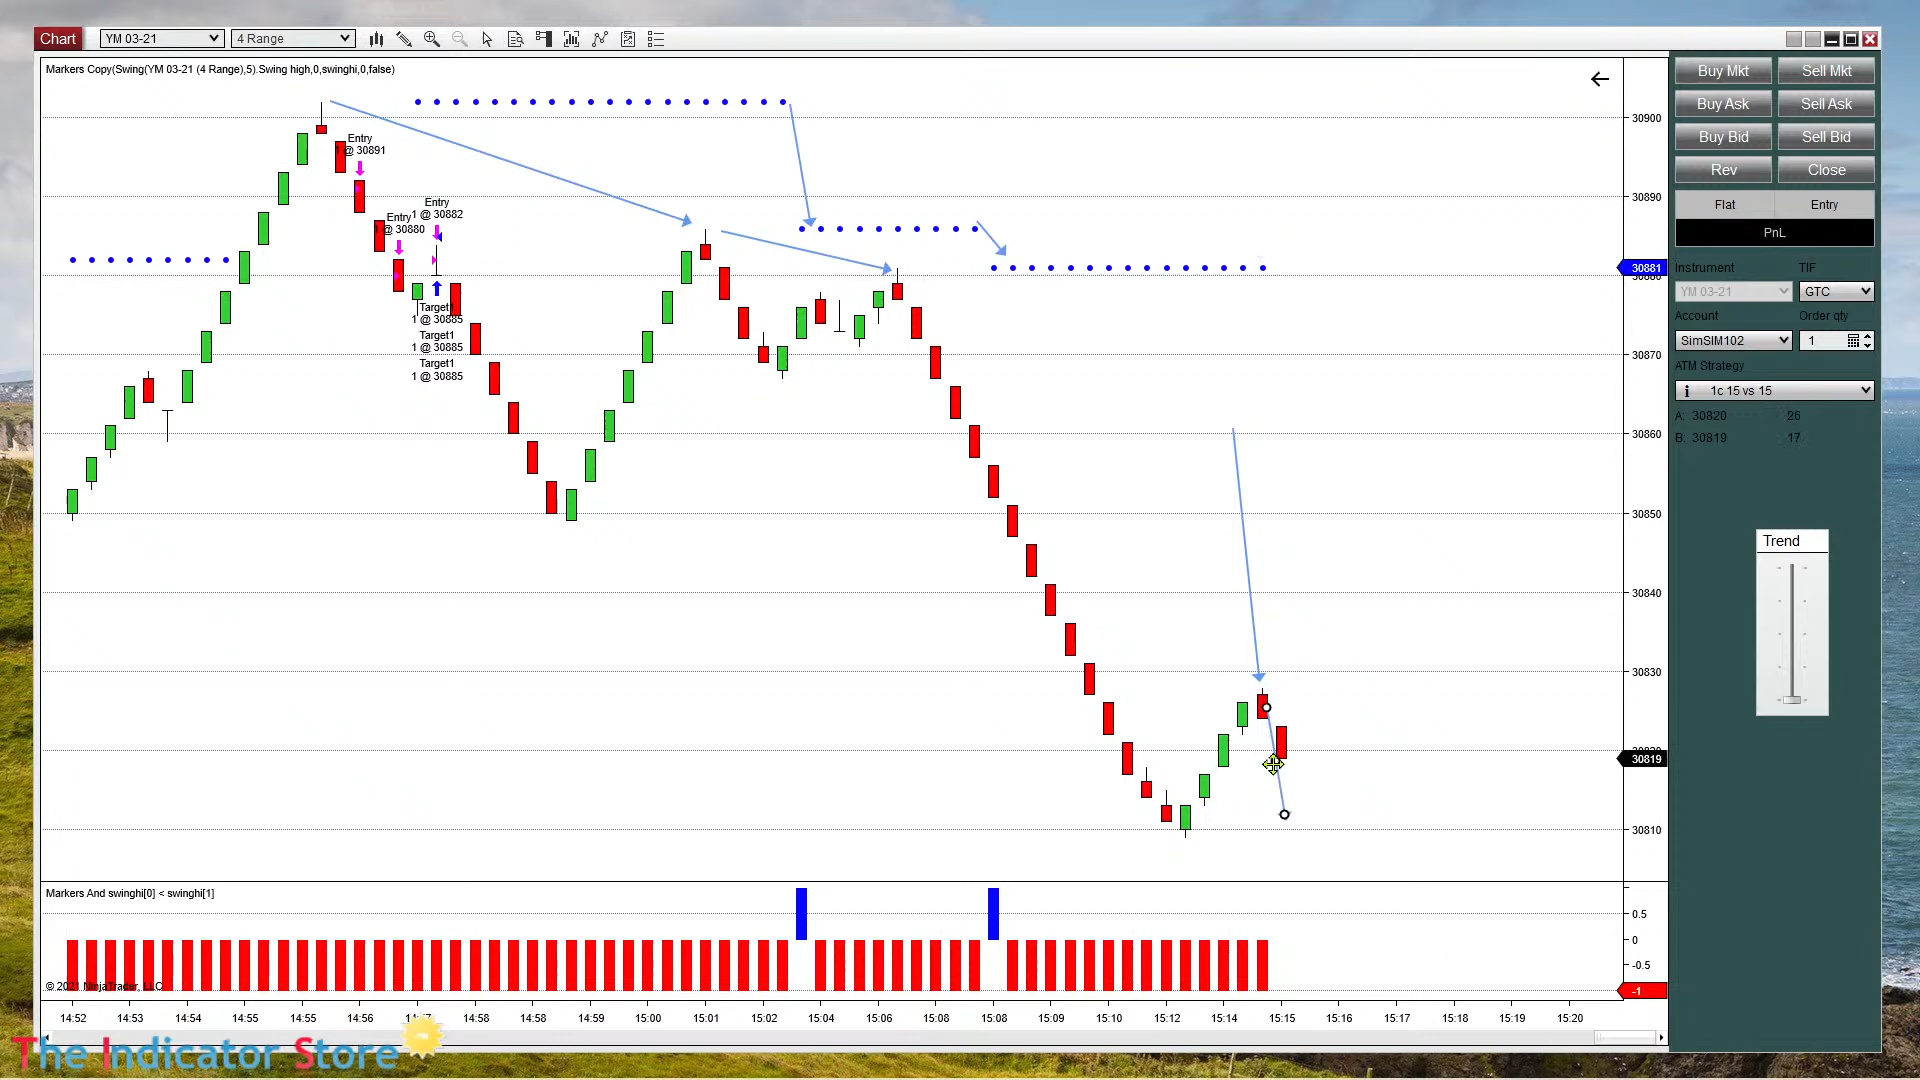 Chart
YM 03-21
4 Range
Markers Copy(Swing(YM 03-21 (4 Range),5).Swing high,0,swinghi,0,false)
Entry
1 @ 30891
Entry
1 @ 30882
Entry
1 @ 30880
Target1
1 @ 30885
Target1
1 @ 30885
Target1
1 @ 30885
30900
30890
30881
30870
30860
30850
30840
30830
30819
30810
Markers And swinghi[0] < swinghi[1]
0.5
0
-0.5
-1
© 2021 NinjaTrader, LLC
14:52 14:53 14:54 14:55 14:56 14:57 14:58 14:59 15:00 15:01 15:02 15:04 15:06 15:08 15:08 15:09 15:10 15:12 15:14 15:15 15:16 15:17 15:18 15:19 15:20
The Indicator Store
Buy Mkt Sell Mkt
Buy Ask Sell Ask
Buy Bid Sell Bid
Rev Close
Flat Entry
PnL
Instrument TIF
YM 03-21 GTC
Account Order qty
SimSIM102 1
ATM Strategy
i 1c 15 vs 15
A: 30820 26
B: 30819 17
Trend